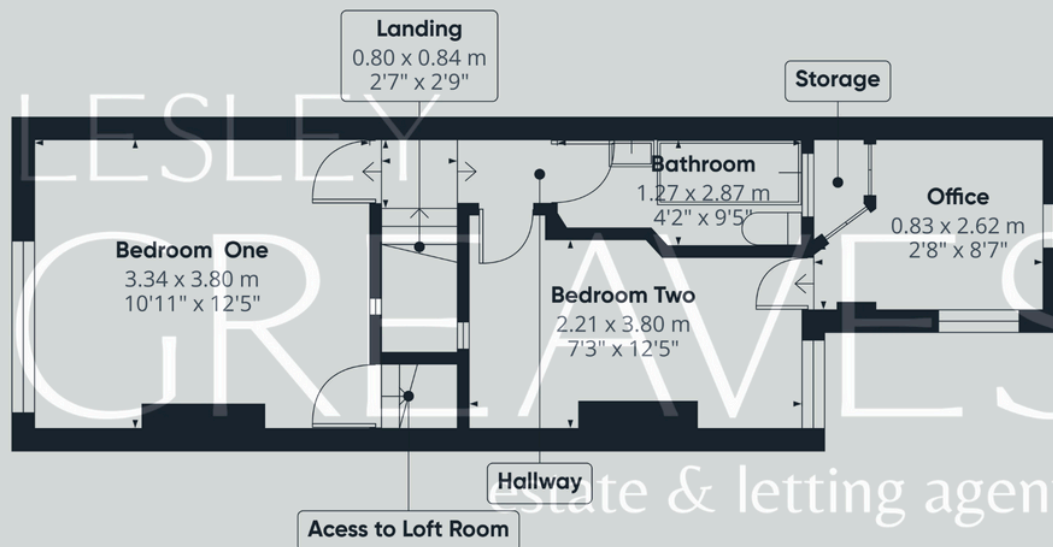 Landing
0.80 x 0.84 m
2'7" x 2'9"
Storage
LESLEY
Bathroom
1.27 x 2.87 m
4'2" x 9'5"
Office
0.83 x 2.62 m
2'8" x 8'7"
Bedroom One
3.34 x 3.80 m
10'11" x 12'5"
GREAVES
Bedroom Two
2.21 x 3.80 m
7'3" x 12'5"
Hallway
estate & letting agen
Acess to Loft Room